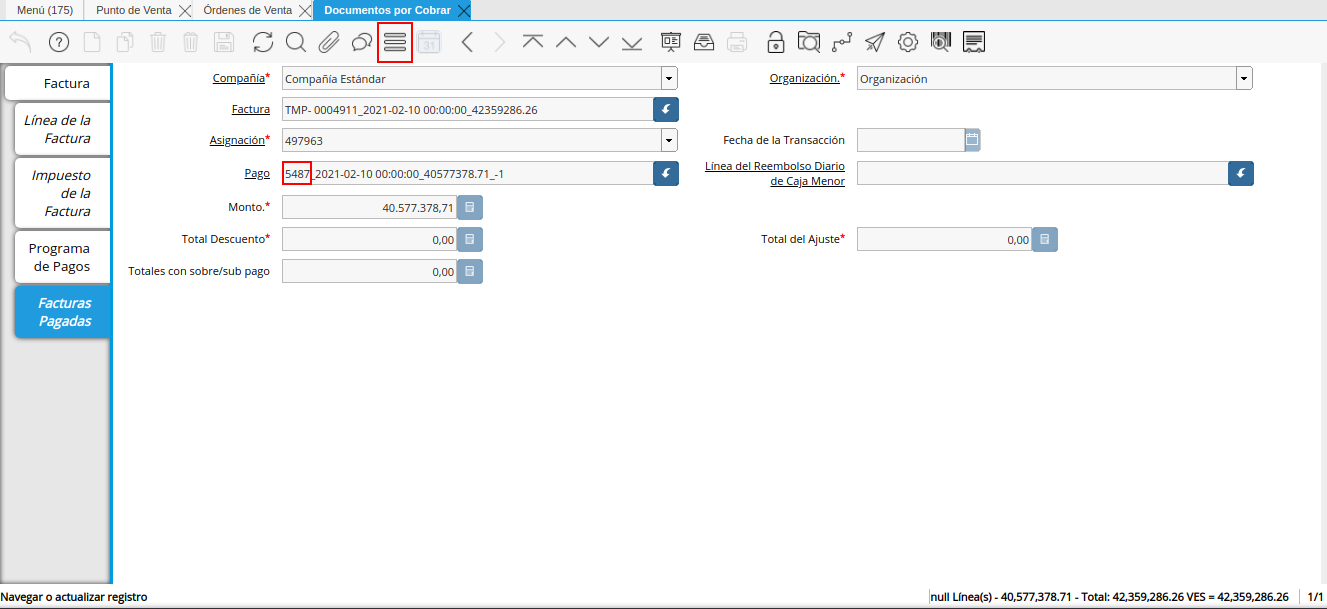 Menú (175)
Punto de Venta
Órdenes de Venta
Documentos por Cobrar
31
Factura
Línea de la
Factura
Impuesto
de la
Factura
Programa
de Pagos
Facturas
Pagadas
Compañía*
Compañía Estándar
Organización.*
Organización
Factura
TMP- 0004911_2021-02-10 00:00:00_42359286.26
Asignación*
497963
Fecha de la Transacción
Pago
5487_2021-02-10 00:00:00_40577378.71_-1
Línea del Reembolso Diario
de Caja Menor
Monto.*
40.577.378,71
Total Descuento*
0,00
Total del Ajuste*
0,00
Totales con sobre/sub pago
0,00
Navegar o actualizar registro
null Línea(s) - 40,577,378.71 - Total: 42,359,286.26 VES = 42,359,286.26
1/1